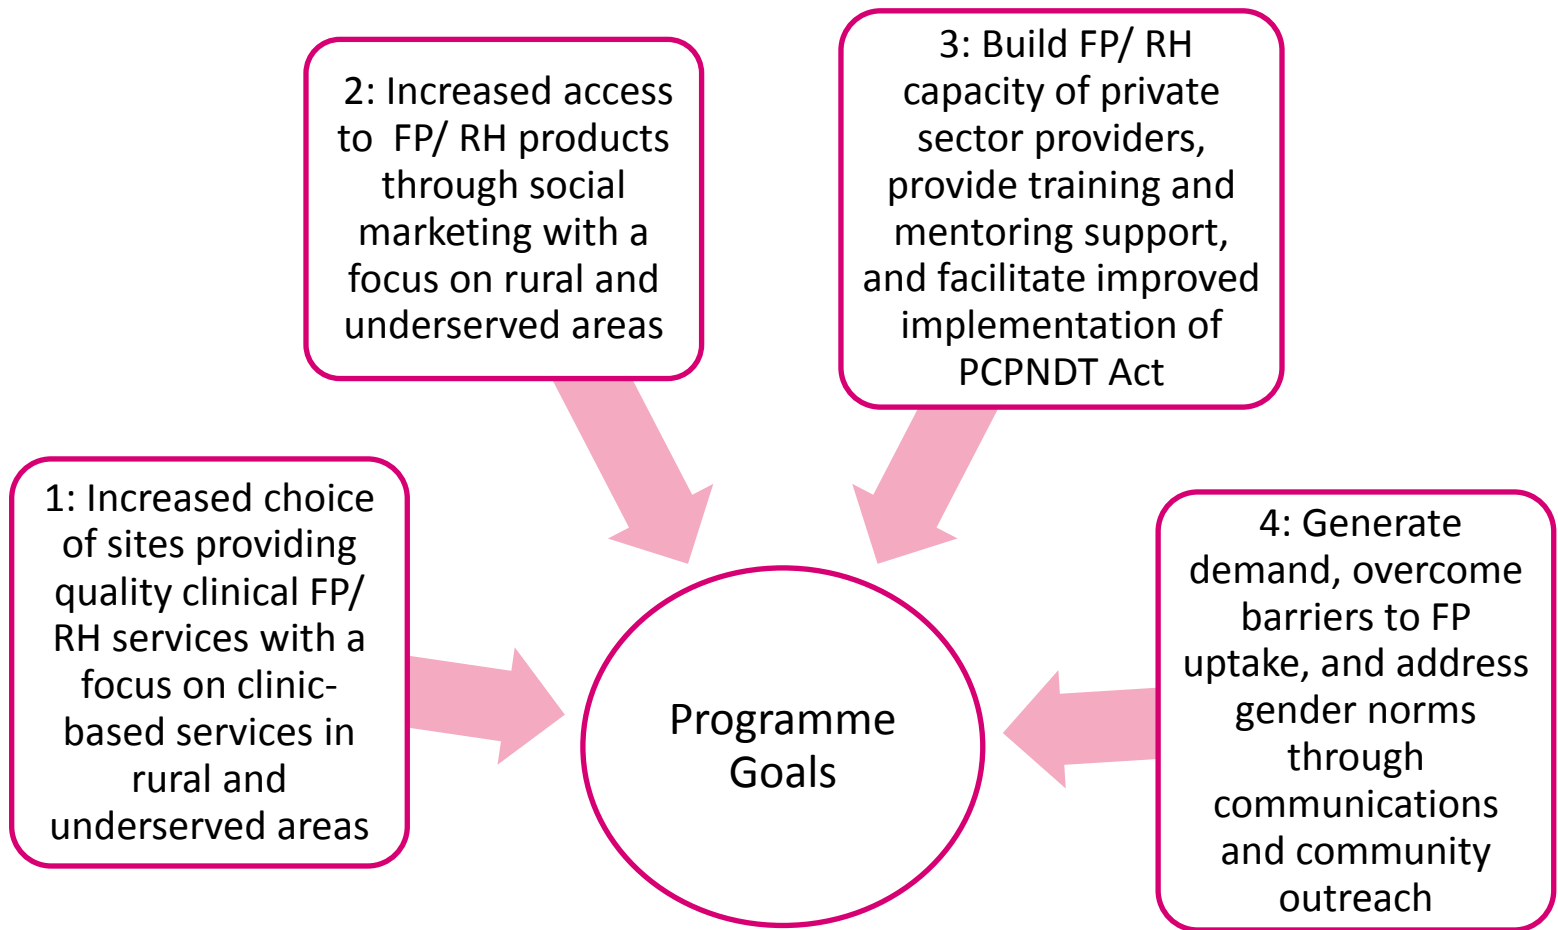 1: Increased choice
of sites providing
quality clinical FP/
RH services with a
focus on clinic-
based services in
rural and
underserved areas
2: Increased access
to FP/ RH products
through social
marketing with a
focus on rural and
underserved areas
3: Build FP/ RH
capacity of private
sector providers,
provide training and
mentoring support,
and facilitate improved
implementation of
PCPNDT Act
4: Generate
demand, overcome
barriers to FP
uptake, and address
gender norms
through
communications
and community
outreach
Programme
Goals